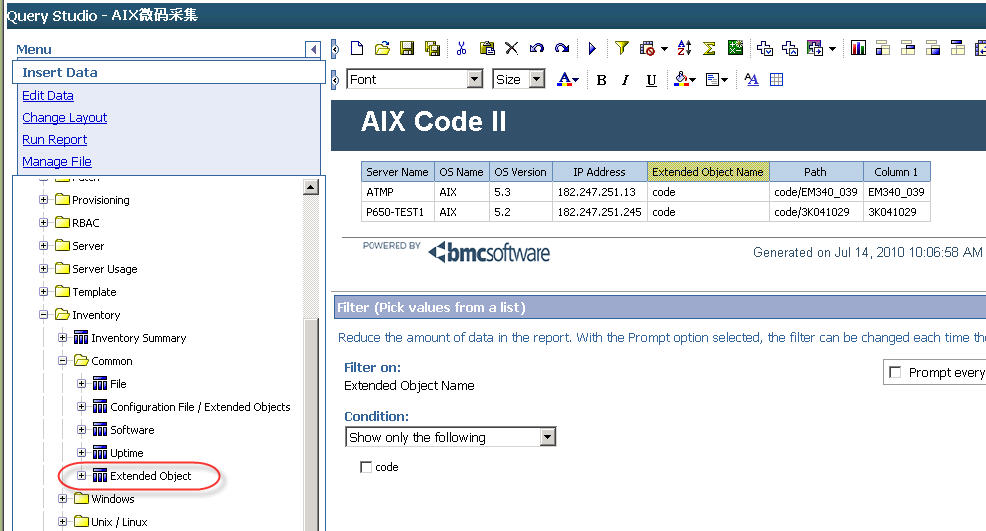 Query Studio - AIX微码采集
Menu
Insert Data
Edit Data
Change Layout
Run Report
Manage File
Patch
Provisioning
RBAC
Server
Server Usage
Template
Inventory
Inventory Summary
Common
File
Configuration File / Extended Objects
Software
Uptime
Extended Object
Windows
Unix / Linux
Font Size A B I U
AIX Code II
Server Name OS Name OS Version IP Address Extended Object Name Path Column 1
ATMP AIX 5.3 182.247.251.13 code code/EM340_039 EM340_039
P650-TEST1 AIX 5.2 182.247.251.245 code code/3K041029 3K041029
POWERED BY bmcsoftware
Generated on Jul 14, 2010 10:06:58 AM
Filter (Pick values from a list)
Reduce the amount of data in the report. With the Prompt option selected, the filter can be changed each time
Filter on:
Extended Object Name
Prompt every
Condition:
Show only the following
code